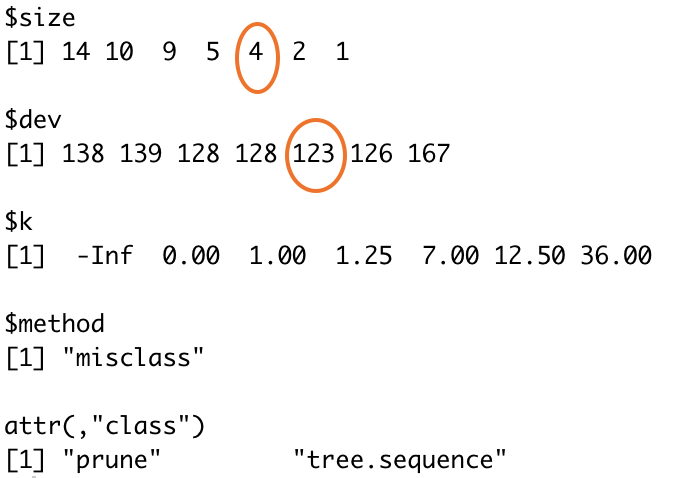 $size
[1] 14 10  9  5  4  2  1
$dev
[1] 138 139 128 128 123 126 167
$k
[1]  -Inf  0.00  1.00  1.25  7.00 12.50 36.00
$method
[1] "misclass"
attr(,"class")
[1] "prune"         "tree.sequence"